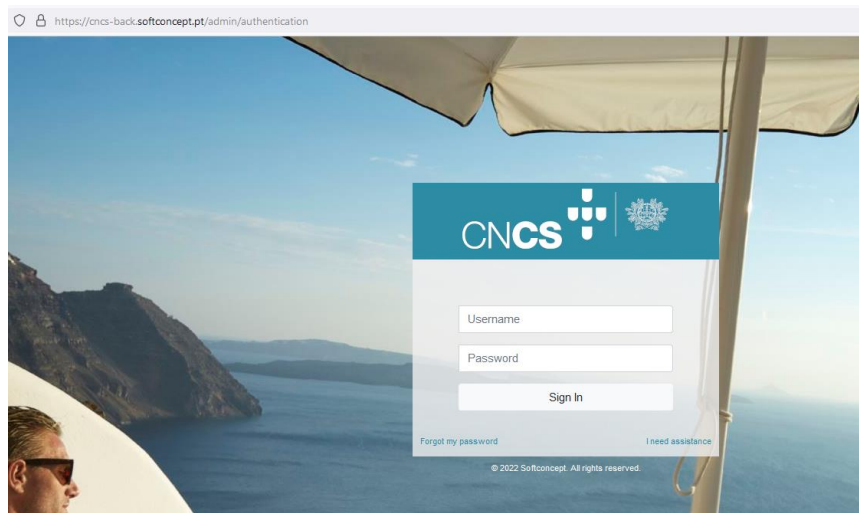 https://cncs-back.softconcept.pt/admin/authentication
CNCS
Username
Password
Sign In
Forgot my password
I need assistance
© 2022 Softconcept. All rights reserved.